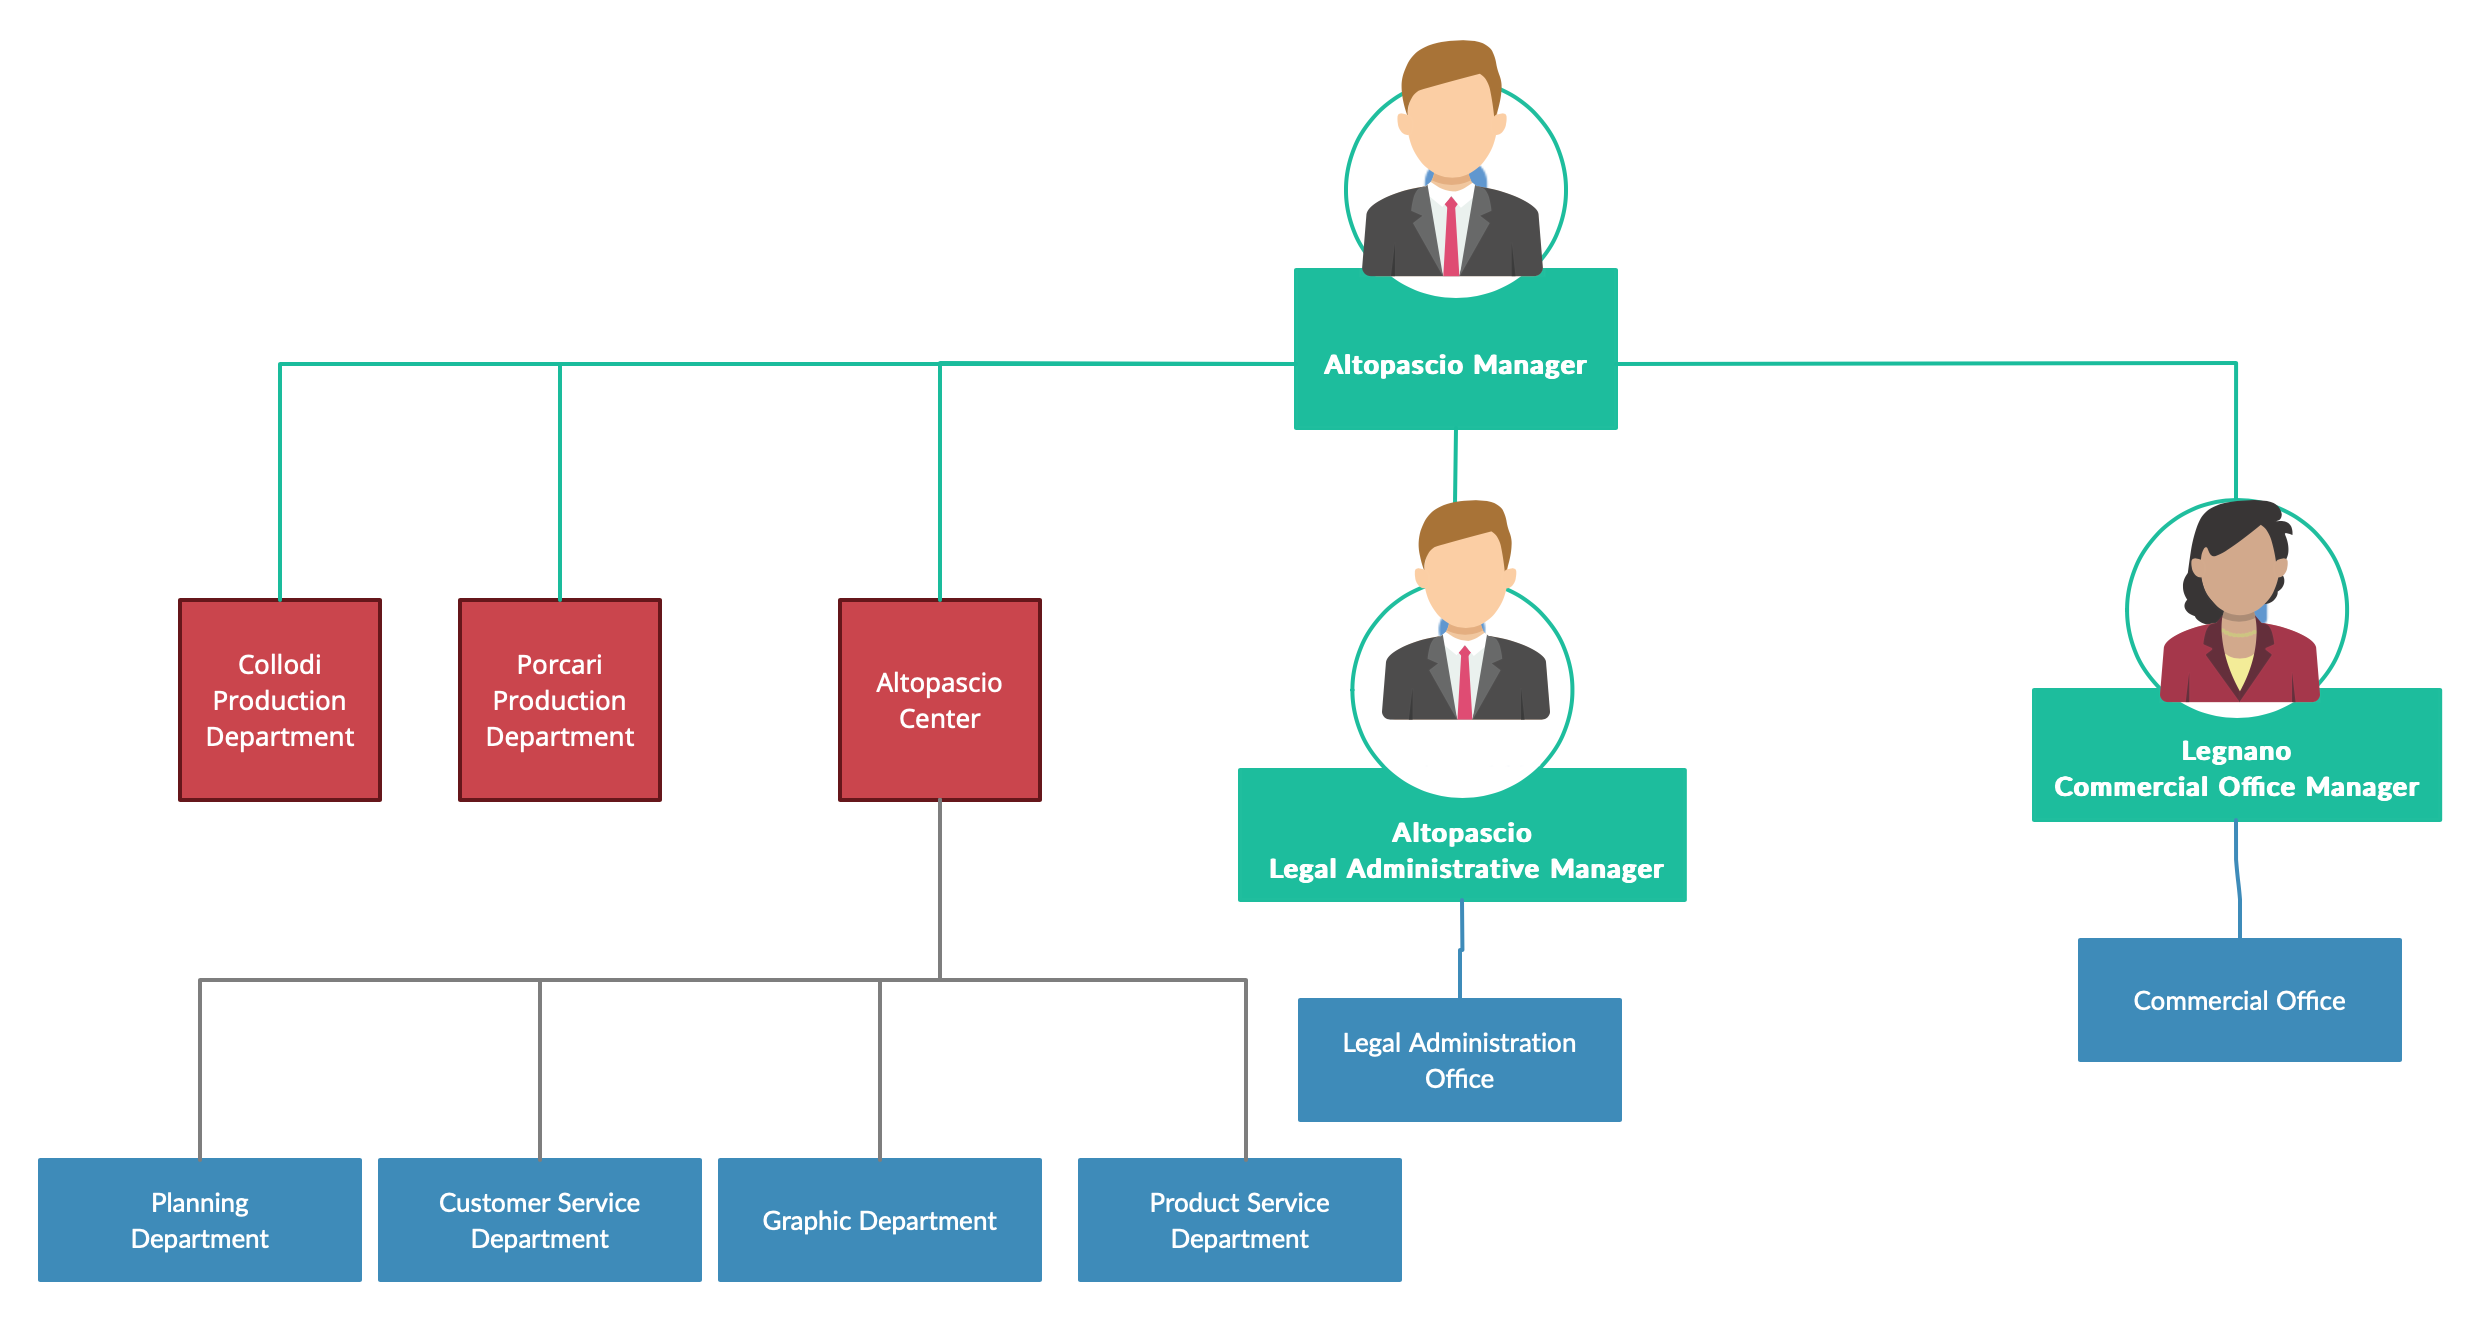 Altopascio Manager
Collodi
Production
Department
Porcari
Production
Department
Altopascio
Center
Altopascio
Legal Administrative Manager
Legnano
Commercial Office Manager
Legal Administration
Office
Commercial Office
Planning
Department
Customer Service
Department
Graphic Department
Product Service
Department